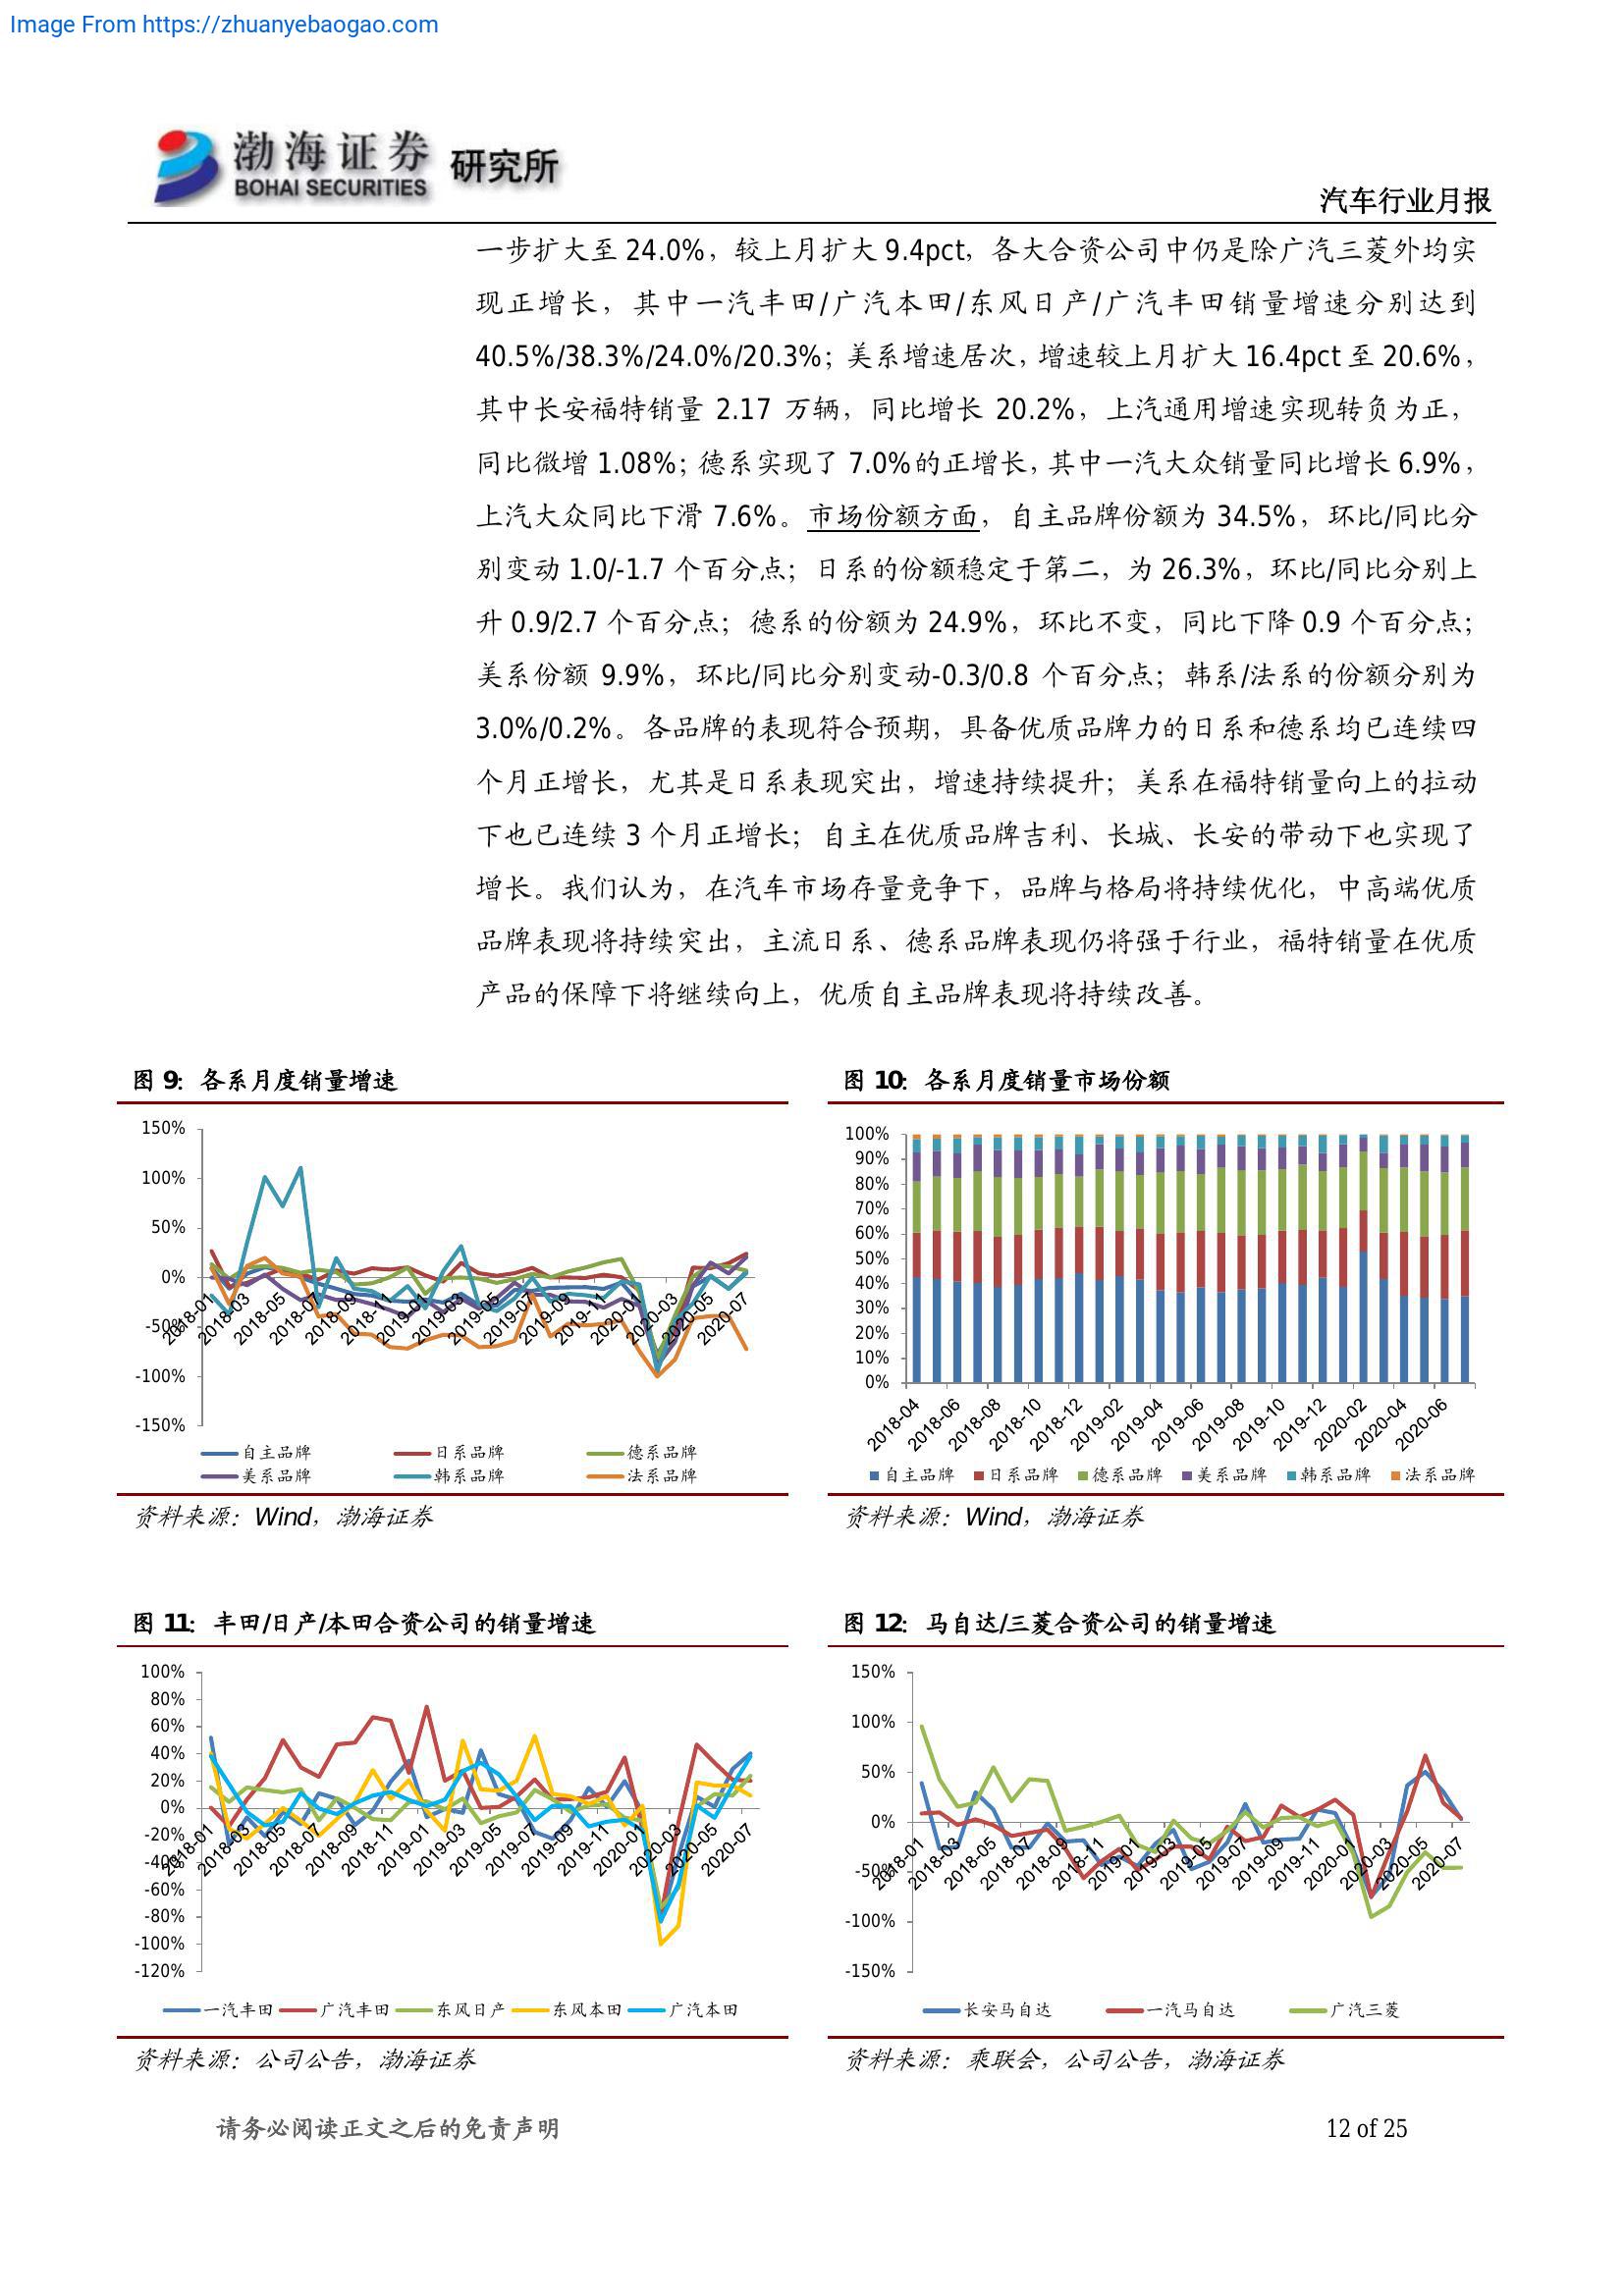 Image From https://zhuanyebaogao.com
渤海证券 研究所
BOHAI SECURITIES
汽车行业月报
一步扩大至 24.0%，较上月扩大 9.4pct，各大合资公司中仍是除广汽三菱外均实
现正增长，其中一汽丰田/广汽本田/东风日产/广汽丰田销量增速分别达到
40.5%/38.3%/24.0%/20.3%；美系增速居次，增速较上月扩大 16.4pct 至 20.6%，
其中长安福特销量 2.17 万辆，同比增长 20.2%，上汽通用增速实现转负为正，
同比微增 1.08%；德系实现了 7.0%的正增长，其中一汽大众销量同比增长 6.9%，
上汽大众同比下滑 7.6%。市场份额方面，自主品牌份额为 34.5%，环比/同比分
别变动 1.0/-1.7 个百分点；日系的份额稳定于第二，为 26.3%，环比/同比分别上
升 0.9/2.7 个百分点；德系的份额为 24.9%，环比不变，同比下降 0.9 个百分点；
美系份额 9.9%，环比/同比分别变动-0.3/0.8 个百分点；韩系/法系的份额分别为
3.0%/0.2%。各品牌的表现符合预期，具备优质品牌力的日系和德系均已连续四
个月正增长，尤其是日系表现突出，增速持续提升；美系在福特销量向上的拉动
下也已连续 3 个月正增长；自主在优质品牌吉利、长城、长安的带动下也实现了
增长。我们认为，在汽车市场存量竞争下，品牌与格局将持续优化，中高端优质
品牌表现将持续突出，主流日系、德系品牌表现仍将强于行业，福特销量在优质
产品的保障下将继续向上，优质自主品牌表现将持续改善。
图 9：各系月度销量增速
150%
100%
50%
0%
-50%
-100%
-150%
2018-01 2018-03 2018-05 2018-07 2018-09 2018-11 2019-01 2019-03 2019-05 2019-07 2019-09 2019-11 2020-01 2020-03 2020-05 2020-07
自主品牌 日系品牌 德系品牌
美系品牌 韩系品牌 法系品牌
资料来源：Wind，渤海证券
图 10：各系月度销量市场份额
100%
90%
80%
70%
60%
50%
40%
30%
20%
10%
0%
2018-04 2018-06 2018-08 2018-10 2018-12 2019-02 2019-04 2019-06 2019-08 2019-10 2019-12 2020-02 2020-04 2020-06
自主品牌 日系品牌 德系品牌 美系品牌 韩系品牌 法系品牌
资料来源：Wind，渤海证券
图 11：丰田/日产/本田合资公司的销量增速
100%
80%
60%
40%
20%
0%
-20%
-40%
-60%
-80%
-100%
-120%
2018-01 2018-03 2018-05 2018-07 2018-09 2018-11 2019-01 2019-03 2019-05 2019-07 2019-09 2019-11 2020-01 2020-03 2020-05 2020-07
一汽丰田 广汽丰田 东风日产 东风本田 广汽本田
资料来源：公司公告，渤海证券
图 12：马自达/三菱合资公司的销量增速
150%
100%
50%
0%
-50%
-100%
-150%
2018-01 2018-03 2018-05 2018-07 2018-09 2018-11 2019-01 2019-03 2019-05 2019-07 2019-09 2019-11 2020-01 2020-03 2020-05 2020-07
长安马自达 一汽马自达 广汽三菱
资料来源：乘联会，公司公告，渤海证券
请务必阅读正文之后的免责声明
12 of 25